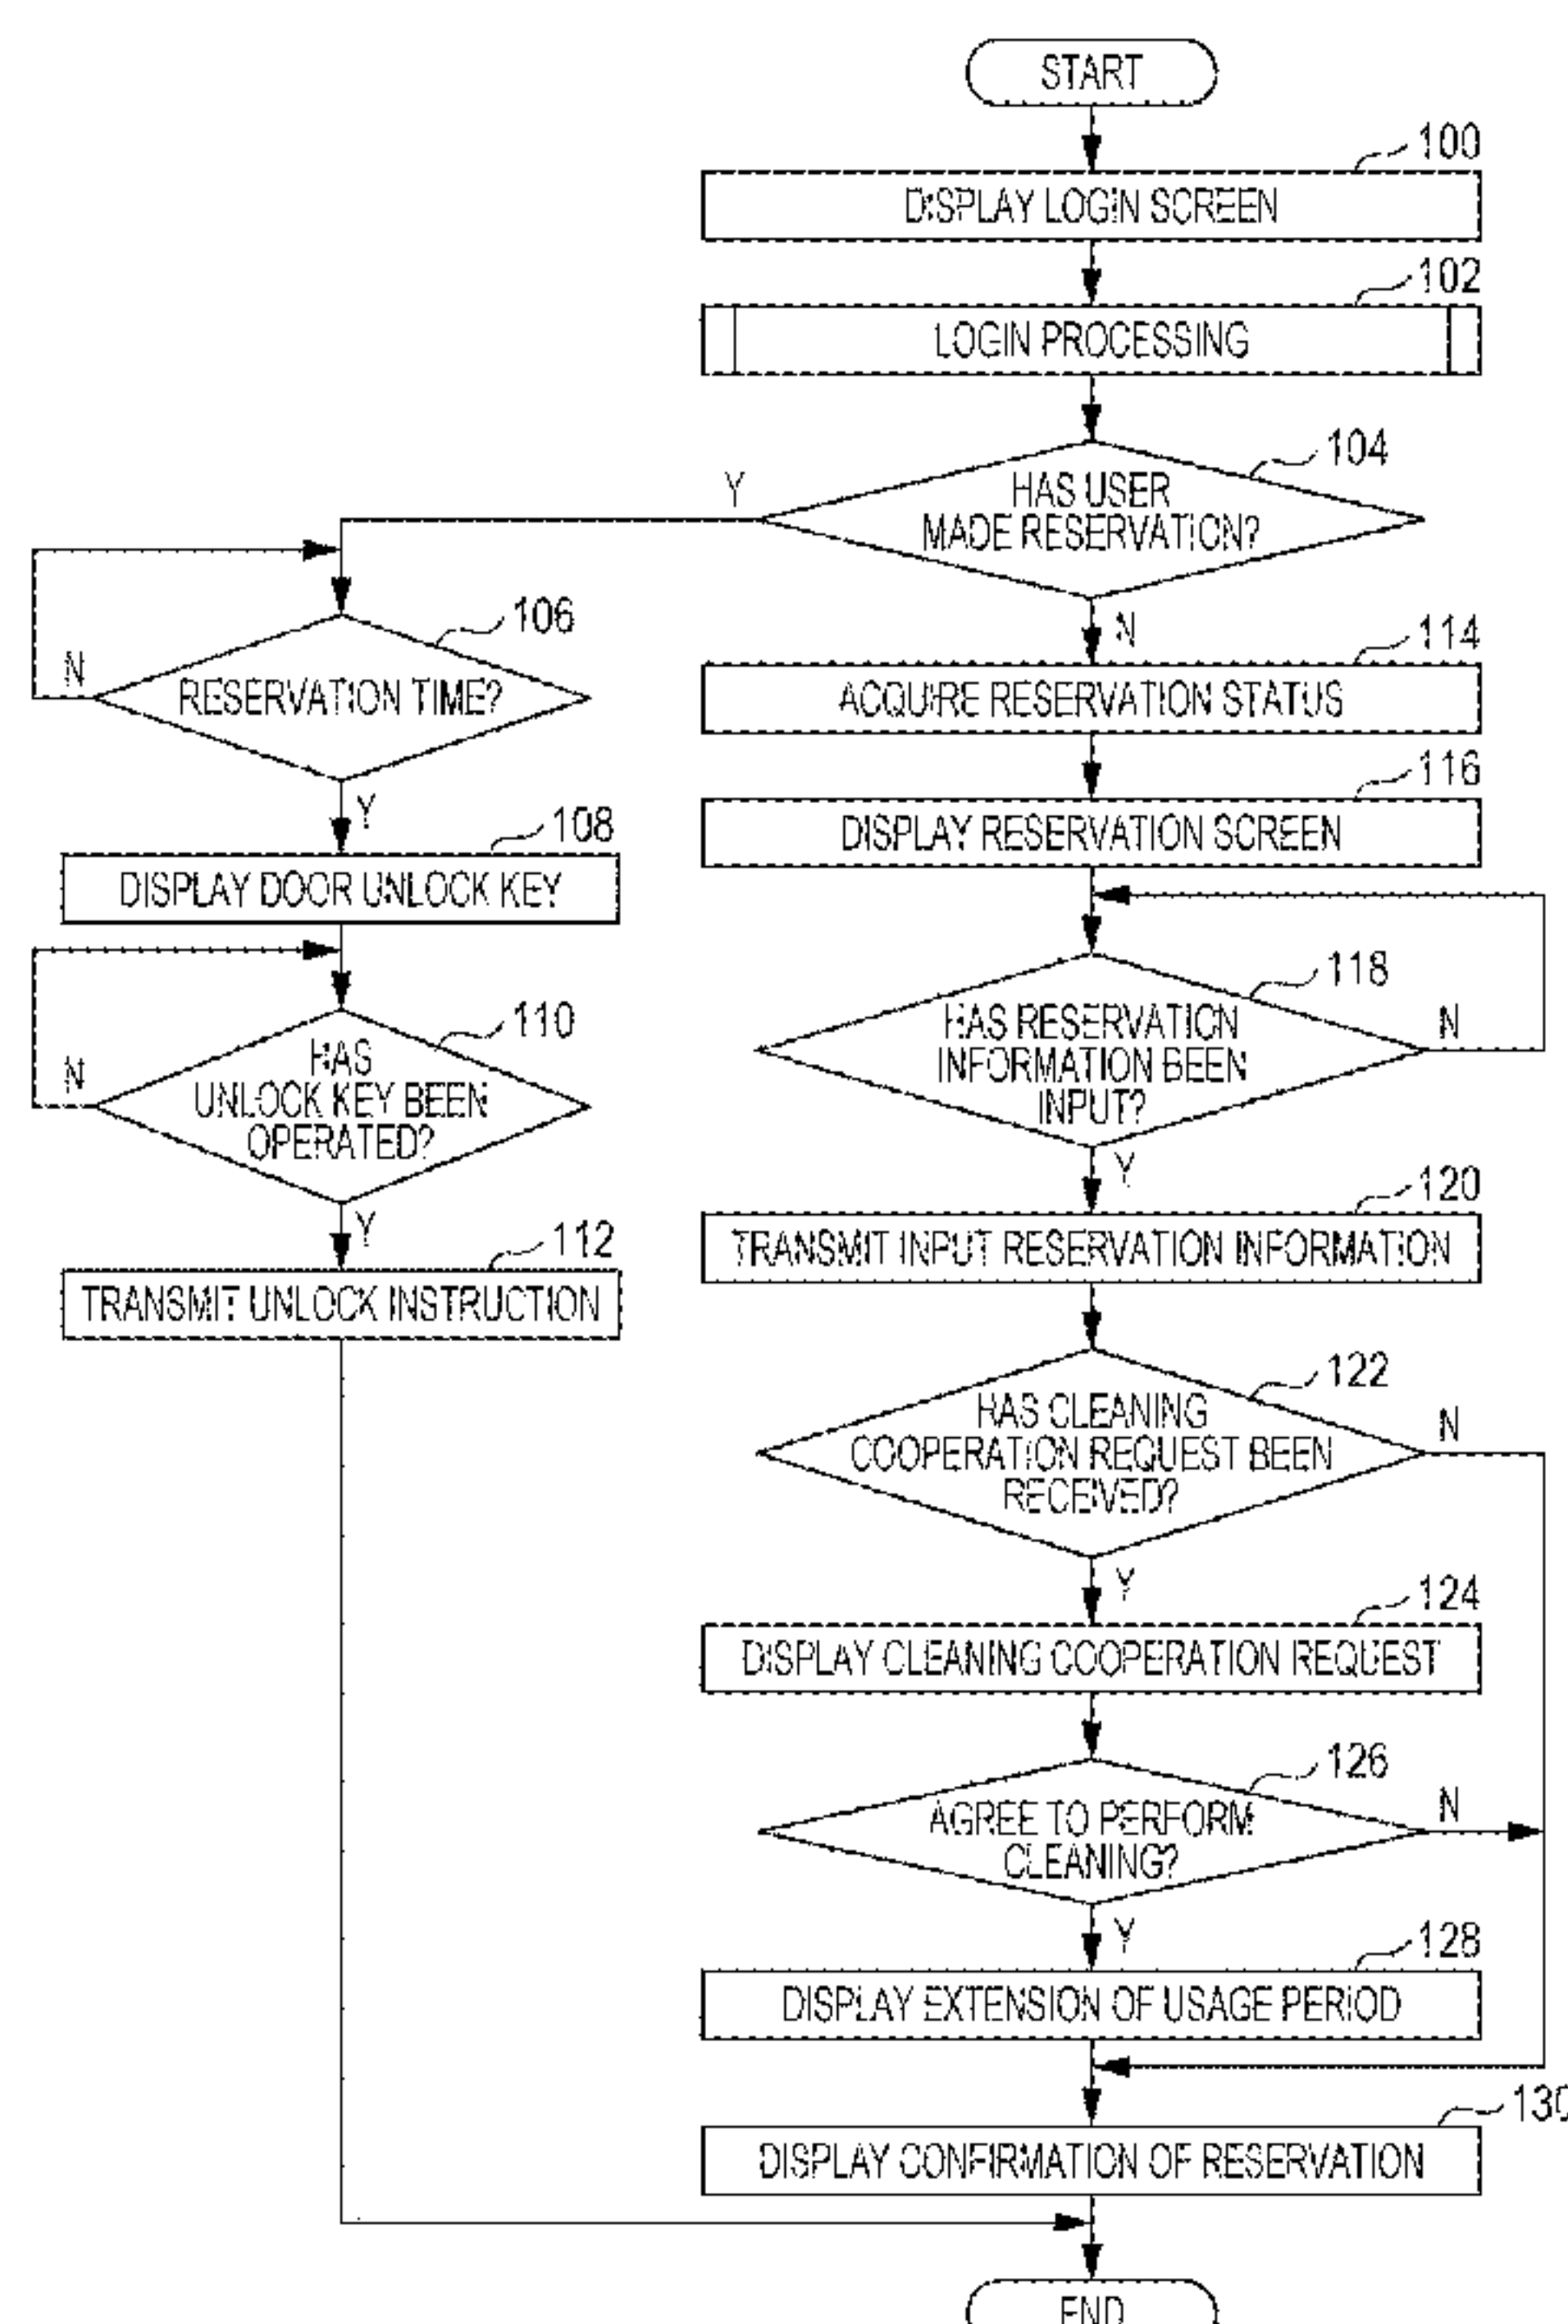 START
100
DISPLAY LOGIN SCREEN
102
LOGIN PROCESSING
104
HAS USER
MADE RESERVATION?
Y
N
106
RESERVATION TIME?
N
Y
108
DISPLAY DOOR UNLOCK KEY
110
HAS
UNLOCK KEY BEEN
OPERATED?
N
Y
112
TRANSMIT UNLOCK INSTRUCTION
114
ACQUIRE RESERVATION STATUS
116
DISPLAY RESERVATION SCREEN
118
HAS RESERVATION
INFORMATION BEEN
INPUT?
N
Y
120
TRANSMIT INPUT RESERVATION INFORMATION
122
HAS CLEANING
COOPERATION REQUEST BEEN
RECEIVED?
N
Y
124
DISPLAY CLEANING COOPERATION REQUEST
126
AGREE TO PERFORM
CLEANING?
N
Y
128
DISPLAY EXTENSION OF USAGE PERIOD
130
DISPLAY CONFIRMATION OF RESERVATION
END